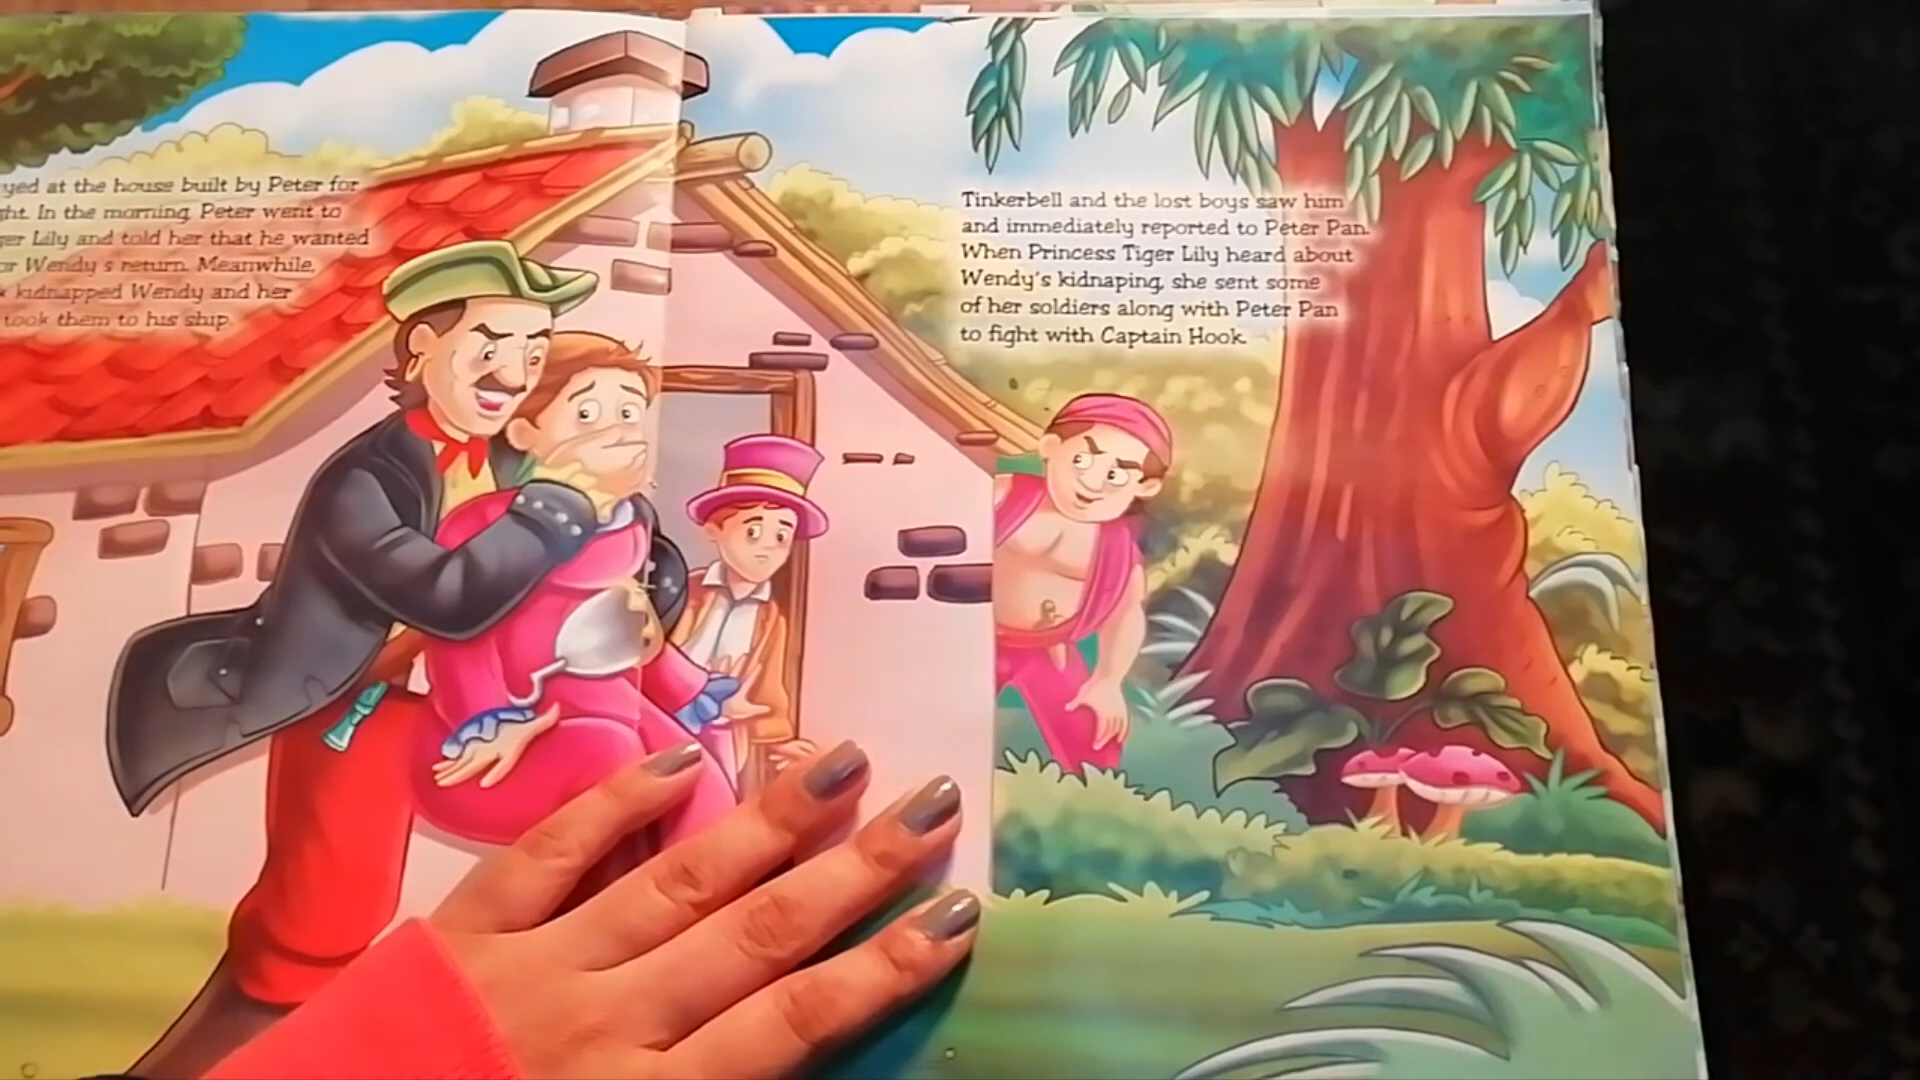 yed at the house built by Peter for
ght. In the morning, Peter went to
ger Lily and told her that he wanted
or Wendy s return. Meanwhile,
k kidnapped Wendy and her
took them to his ship.
Tinkerbell and the lost boys saw him
and immediately reported to Peter Pan.
When Princess Tiger Lily heard about
Wendy's kidnaping, she sent some
of her soldiers along with Peter Pan
to fight with Captain Hook.